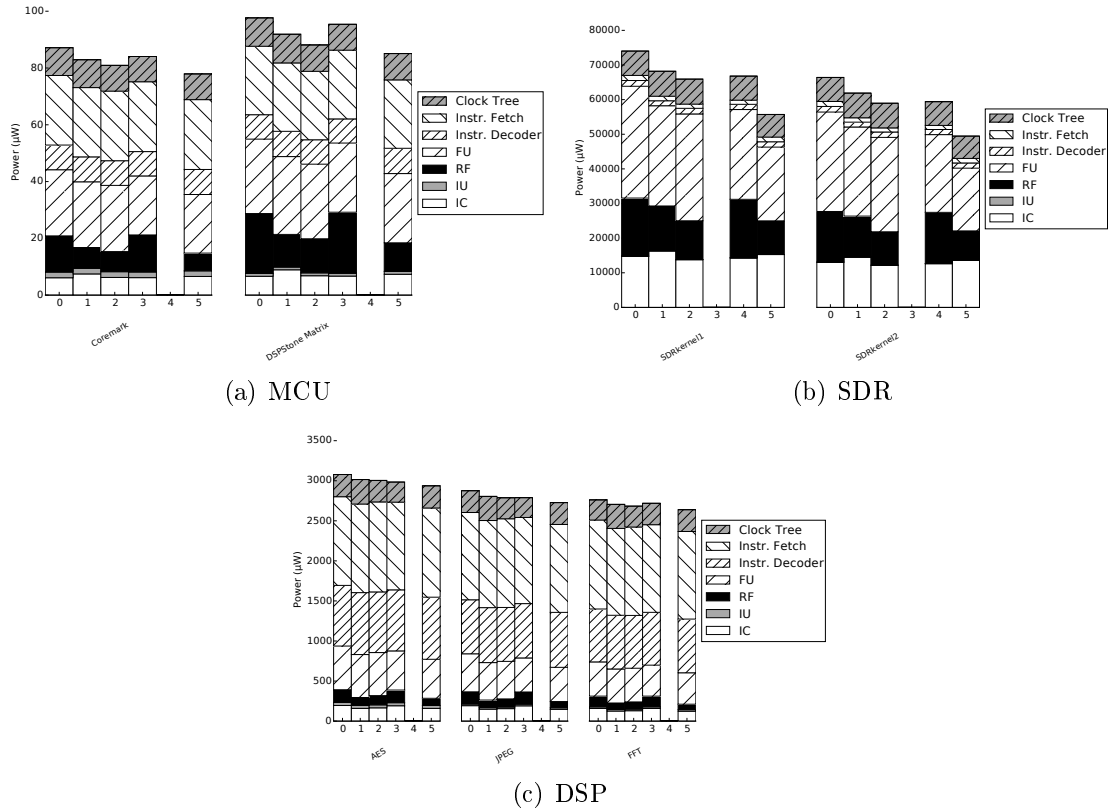 100
80
60
40
20
0
Power (μW)
0 1 2 3 4 5
Coremark
0 1 2 3 4 5
DSPStone Matrix
Clock Tree
Instr. Fetch
Instr. Decoder
FU
RF
IU
IC
(a) MCU
80000
70000
60000
50000
40000
30000
20000
10000
0
Power (μW)
0 1 2 3 4 5
SDRkernel1
0 1 2 3 4 5
SDRkernel2
Clock Tree
Instr. Fetch
Instr. Decoder
FU
RF
IU
IC
(b) SDR
3500
3000
2500
2000
1500
1000
500
0
Power (μW)
0 1 2 3 4 5
AES
0 1 2 3 4 5
JPEG
0 1 2 3 4 5
FFT
Clock Tree
Instr. Fetch
Instr. Decoder
FU
RF
IU
IC
(c) DSP